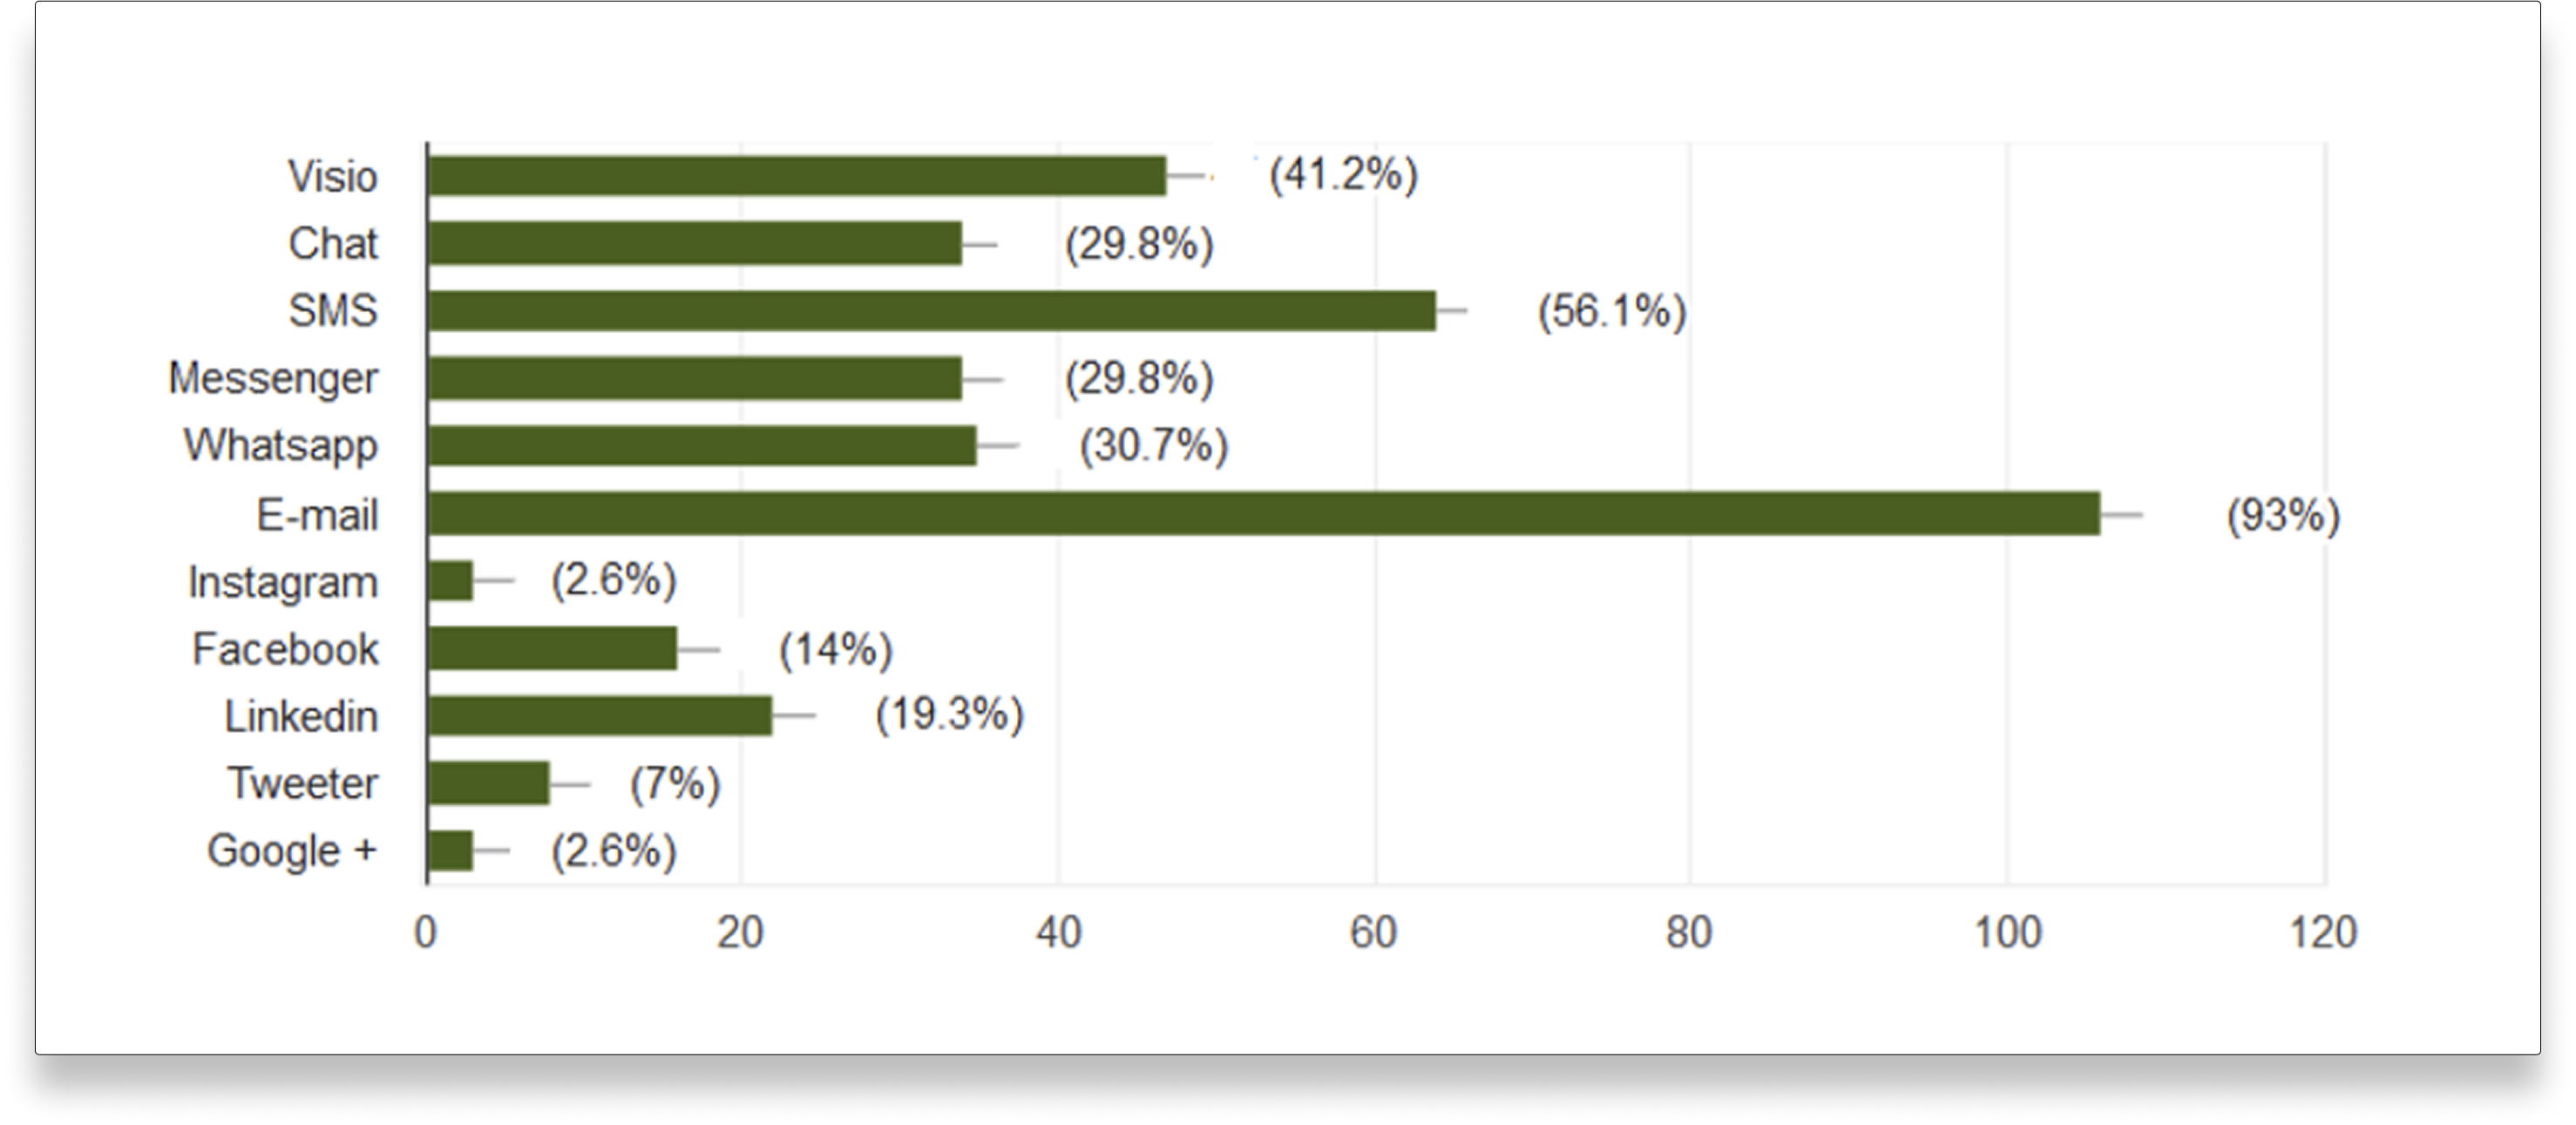 Visio (41.2%)
Chat (29.8%)
SMS (56.1%)
Messenger (29.8%)
Whatsapp (30.7%)
E-mail (93%)
Instagram (2.6%)
Facebook (14%)
Linkedin (19.3%)
Tweeter (7%)
Google + (2.6%)
0 20 40 60 80 100 120